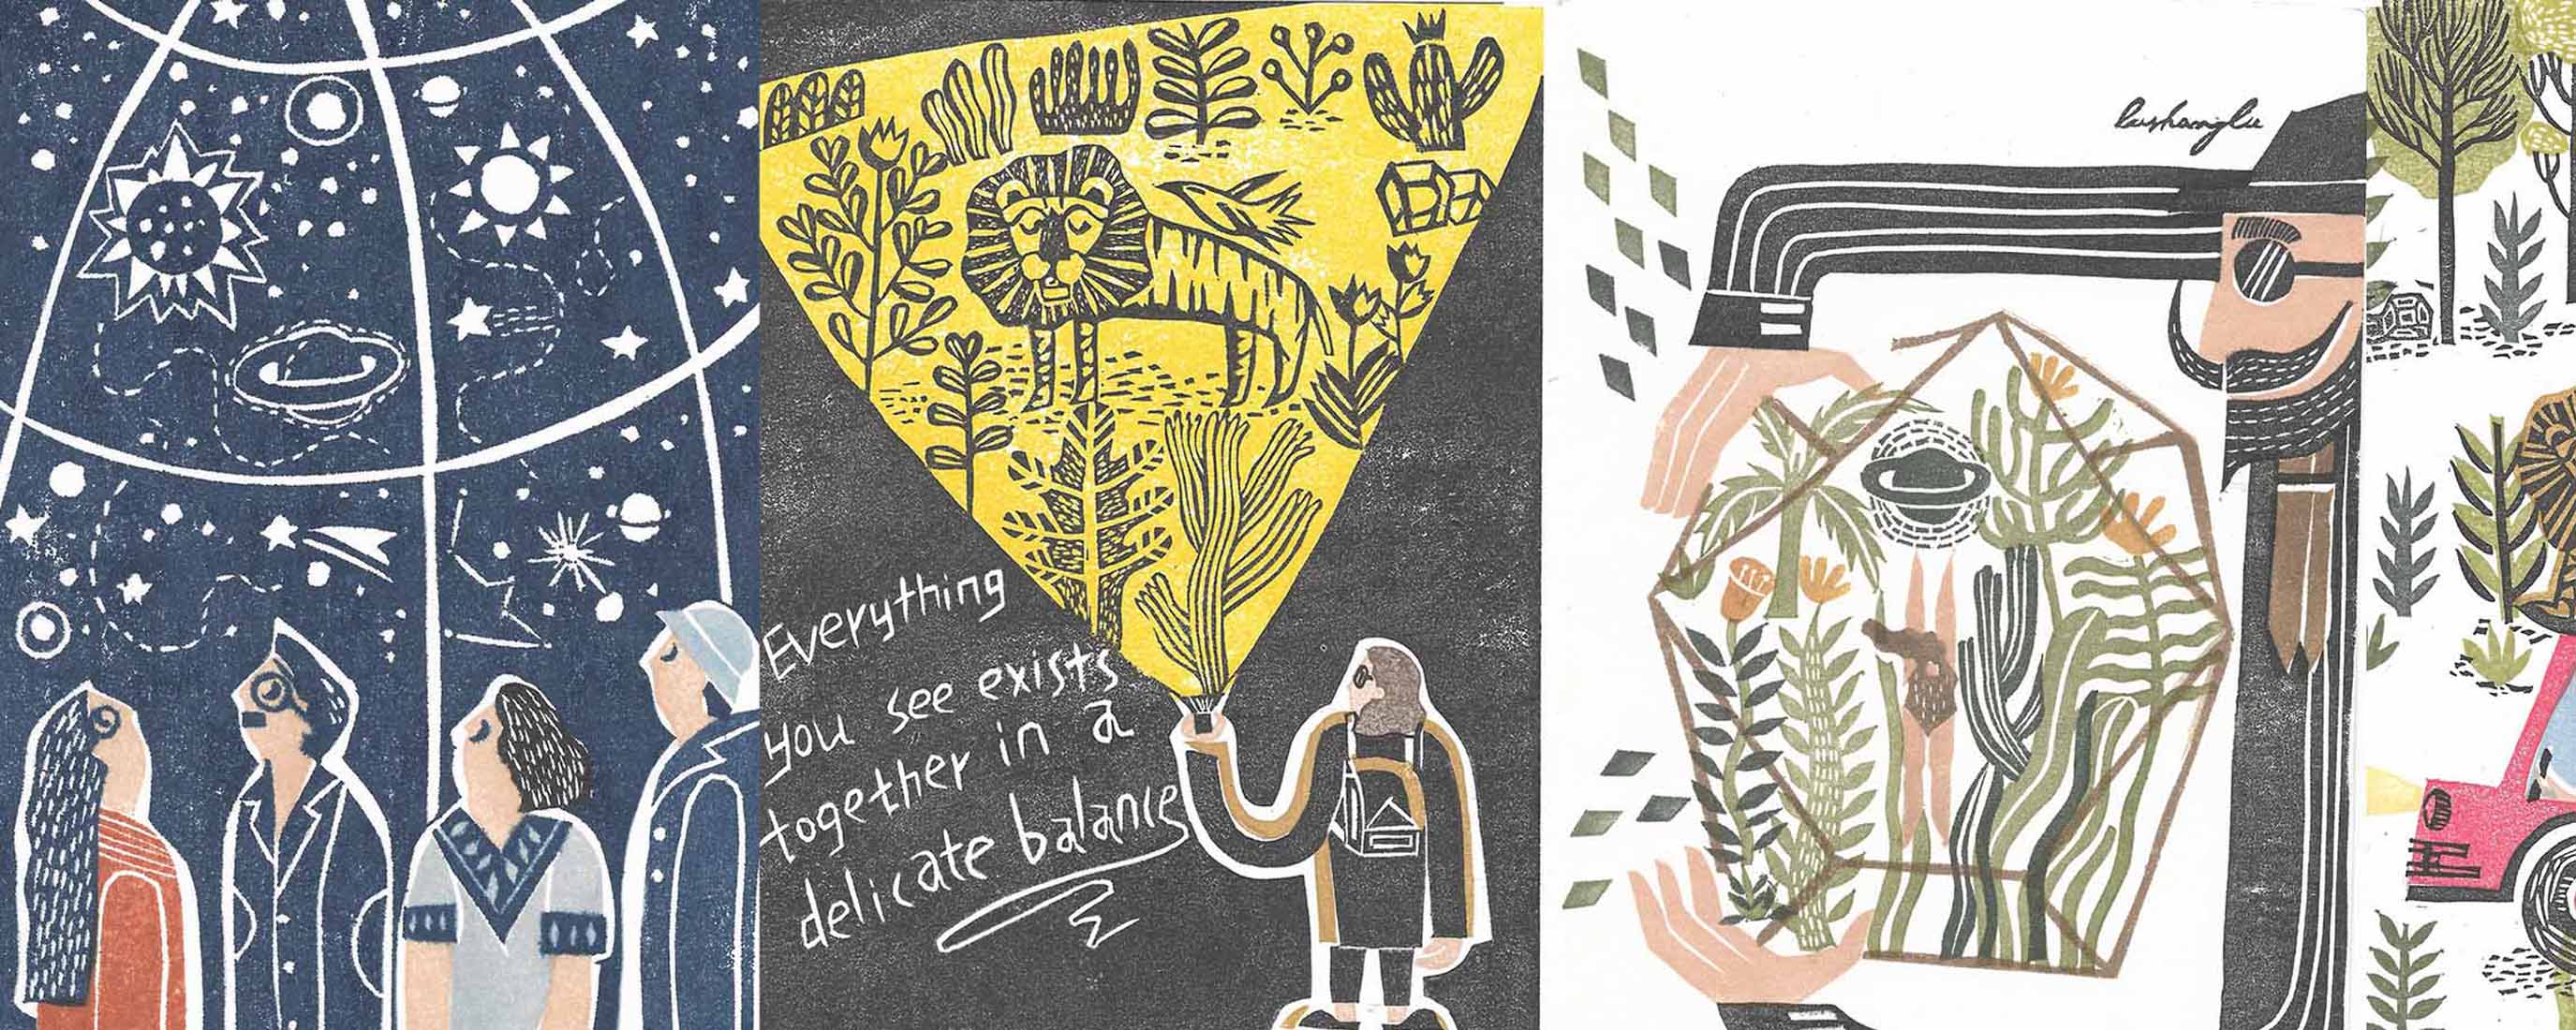 Everything
you see exists
together in a
delicate balance